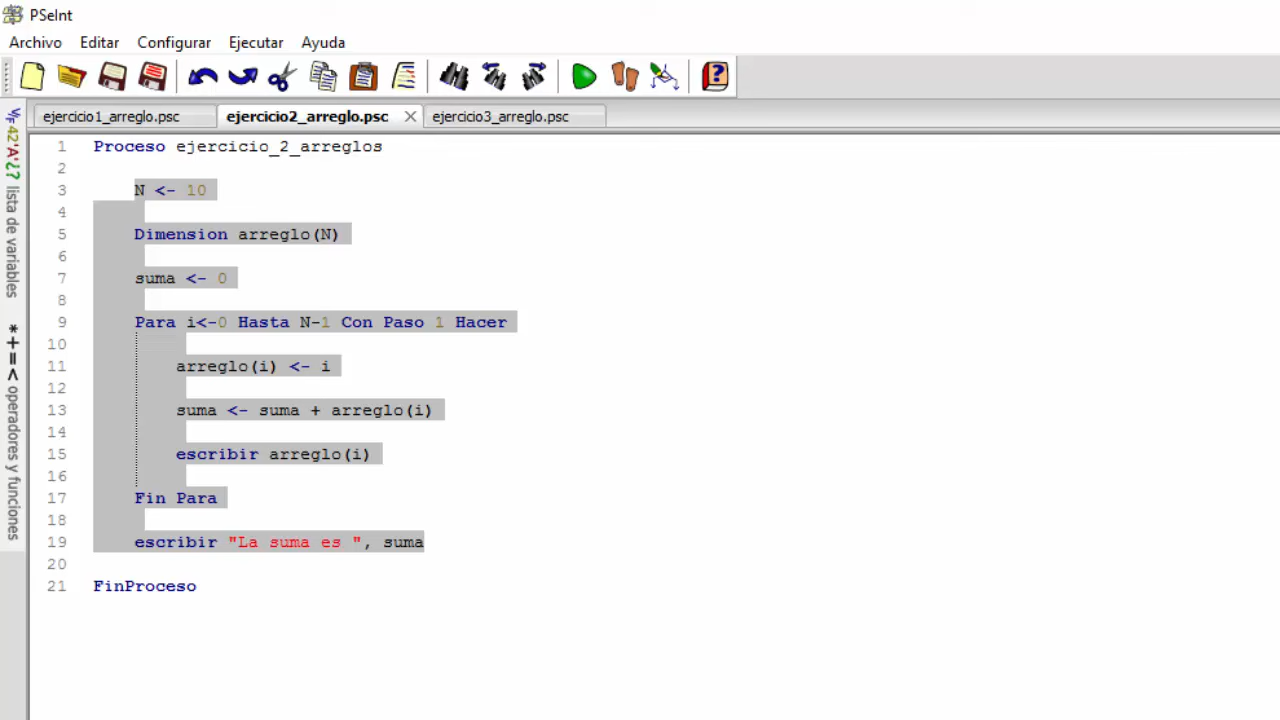 PSeInt
Archivo Editar Configurar Ejecutar Ayuda
ejercicio1_arreglo.psc ejercicio2_arreglo.psc ejercicio3_arreglo.psc
1 Proceso ejercicio_2_arreglos
2
3 N <- 10
4
5 Dimension arreglo(N)
6
7 suma <- 0
8
9 Para i<-0 Hasta N-1 Con Paso 1 Hacer
10
11 arreglo(i) <- i
12
13 suma <- suma + arreglo(i)
14
15 escribir arreglo(i)
16
17 Fin Para
18
19 escribir "La suma es ", suma
20
21 FinProceso
V/F 42 'A' ¿? lista de variables
* + = < operadores y funciones